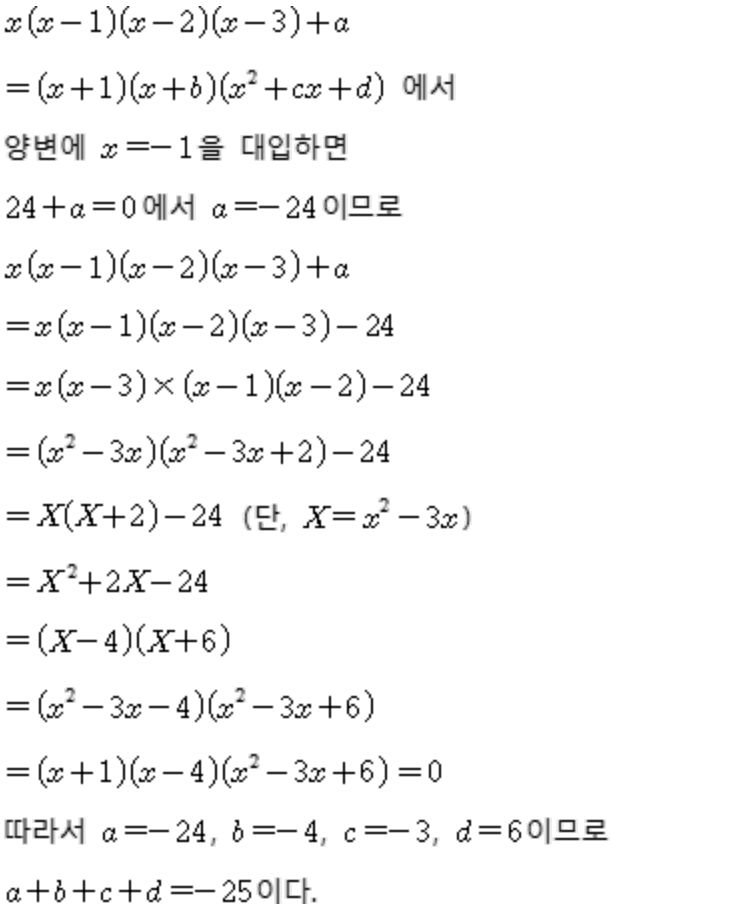 x(x−1)(x−2)(x−3)+a
=(x+1)(x+b)(x²+cx+d) 에서
양변에 x=−1을 대입하면
24+a=0에서 a=−24이므로
x(x−1)(x−2)(x−3)+a
=x(x−1)(x−2)(x−3)−24
=x(x−3)×(x−1)(x−2)−24
=(x²−3x)(x²−3x+2)−24
=X(X+2)−24 (단, X=x²−3x)
=X²+2X−24
=(X−4)(X+6)
=(x²−3x−4)(x²−3x+6)
=(x+1)(x−4)(x²−3x+6)=0
따라서 a=−24, b=−4, c=−3, d=6이므로
a+b+c+d=−25이다.